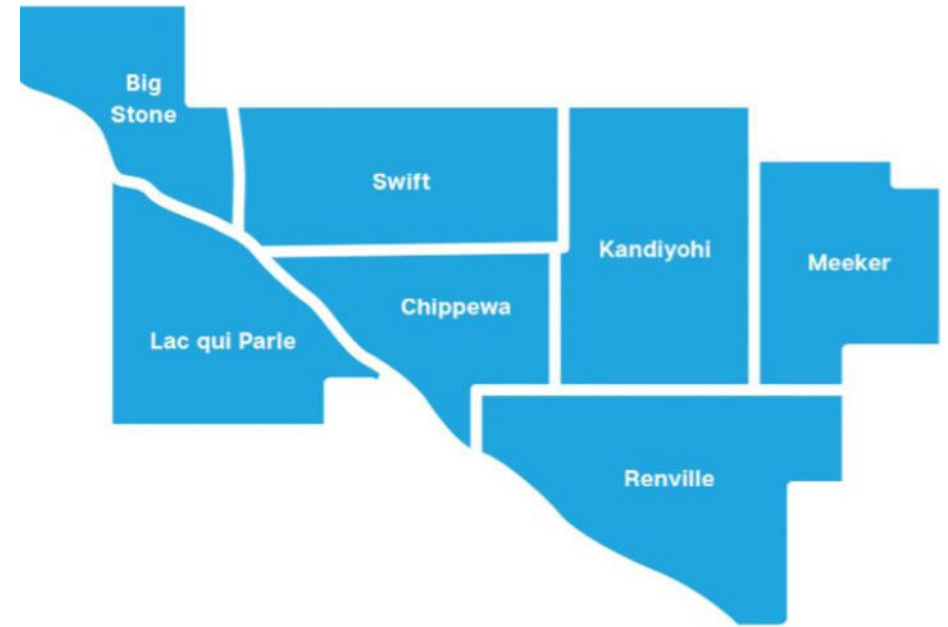 Big
Stone
Swift
Kandiyohi
Meeker
Chippewa
Lac qui Parle
Renville